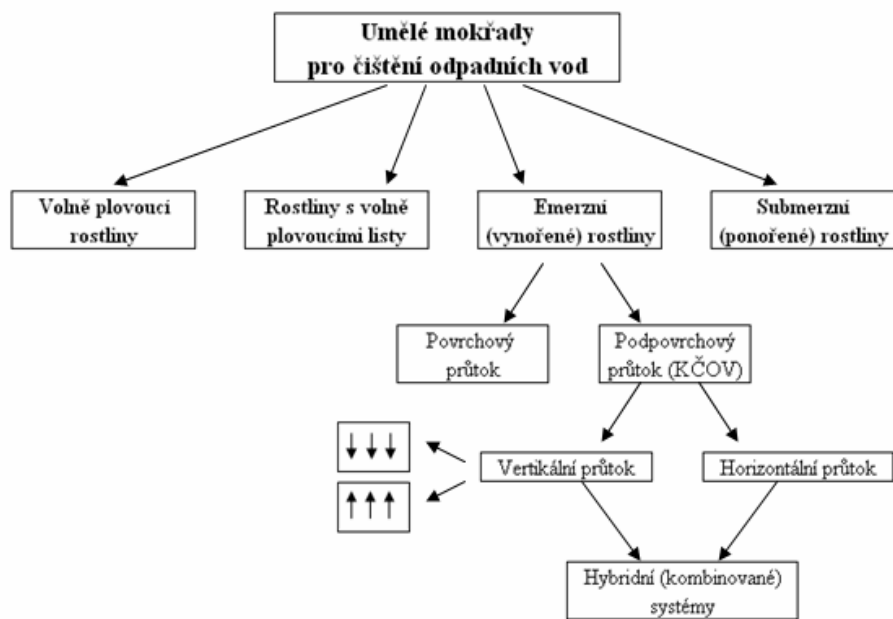 Umělé mokřady
pro čištění odpadních vod
Volně plovoucí
rostliny
Rostliny s volně
plovoucími listy
Emerzní
(vynořené) rostliny
Submerzní
(ponořené) rostliny
Povrchový
průtok
Podpovrchový
průtok (KČOV)
Vertikální průtok
Horizontální průtok
Hybridní (kombinované)
systémy